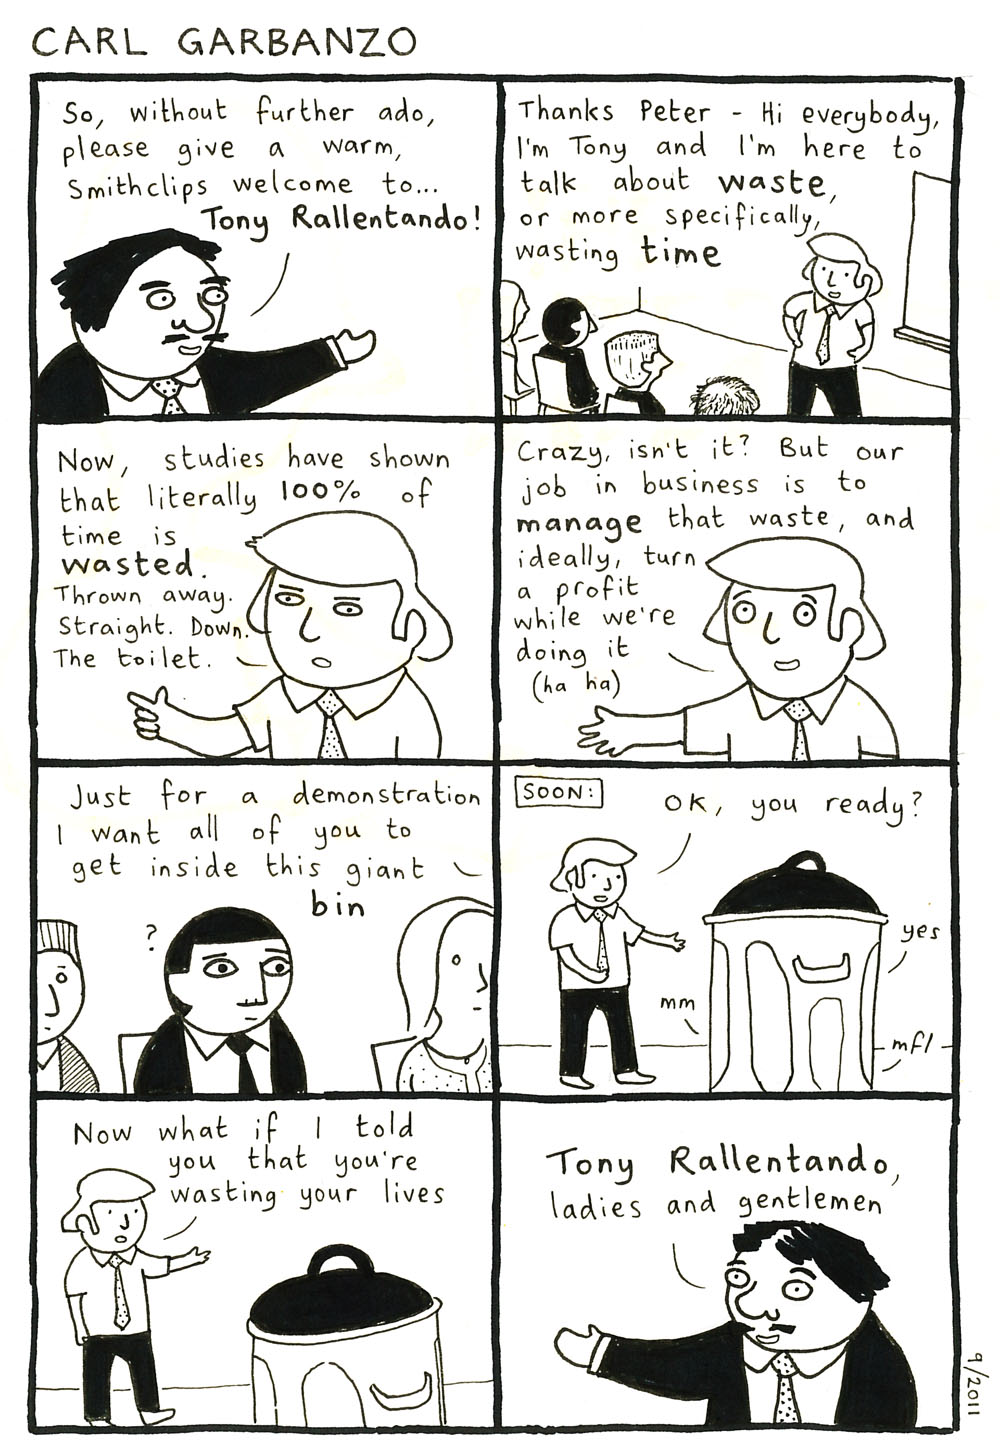 CARL GARBANZO
So, without further ado,
please give a warm,
Smithclips welcome to...
Tony Rallentando!
Thanks Peter - Hi everybody,
I'm Tony and I'm here to
talk about waste,
or more specifically,
wasting time
Now, studies have shown
that literally 100% of
time is
wasted.
Thrown away.
Straight. Down.
The toilet.
Crazy, isn't it? But our
job in business is to
manage that waste, and
ideally, turn
a profit
while we're
doing it
(ha ha)
Just for a demonstration
I want all of you to
get inside this giant
bin
?
SOON:
OK, you ready?
yes
mm
mfl
Now what if I told
you that you're
wasting your lives
Tony Rallentando,
ladies and gentlemen
9/2011